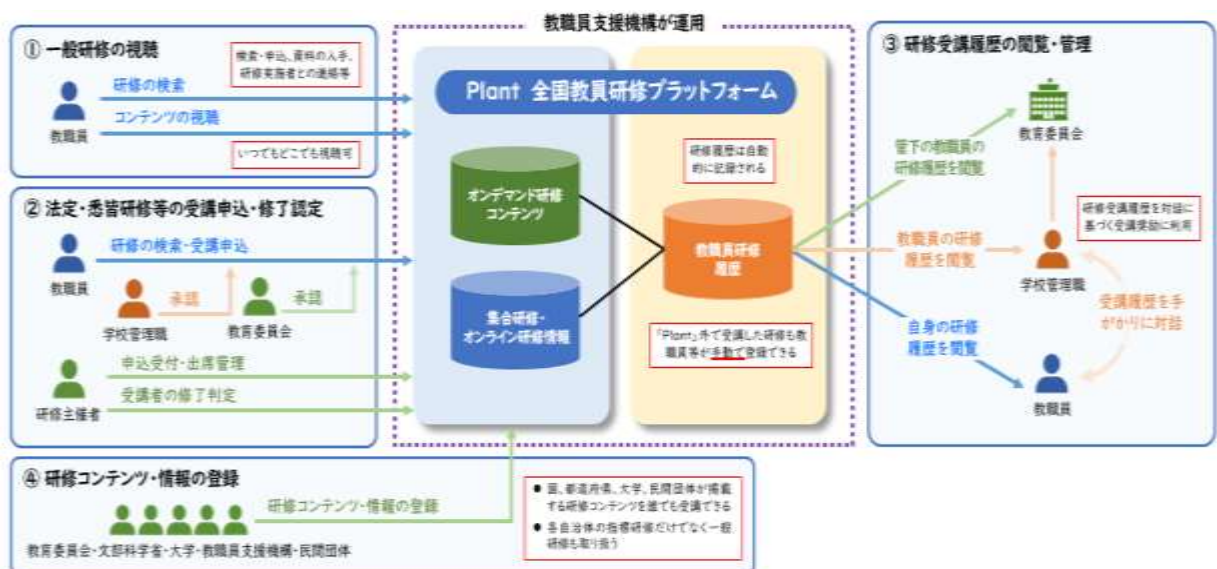 教職員支援機構が運用
① 一般研修の視聴
検索・申込、資料の入手、
研修実施者との連絡等
研修の検索
コンテンツの視聴
教職員
いつでもどこでも視聴可
② 法定・悉皆研修等の受講申込・修了認定
研修の検索・受講申込
教職員
承認
学校管理職
承認
教育委員会
申込受付・出席管理
受講者の修了判定
研修主催者
Plant 全国教員研修プラットフォーム
オンデマンド研修
コンテンツ
集合研修・
オンライン研修情報
研修履歴は自動
的に記録される
教職員研修
履歴
「Plant」外で受講した研修も教
職員等が手動で登録できる
③ 研修受講履歴の閲覧・管理
教育委員会
管下の教職員の
研修履歴を閲覧
研修受講履歴を対話に
基づく受講奨励に利用
教職員の研修
履歴を閲覧
学校管理職
受講履歴を手
がかりに対話
自身の研修
履歴を閲覧
教職員
④ 研修コンテンツ・情報の登録
研修コンテンツ・情報の登録
教育委員会・文部科学省・大学・教職員支援機構・民間団体
● 国、都道府県、大学、民間団体が掲載
する研修コンテンツを誰でも受講できる
● 各自治体の指標研修だけでなく一般
研修も取り扱う